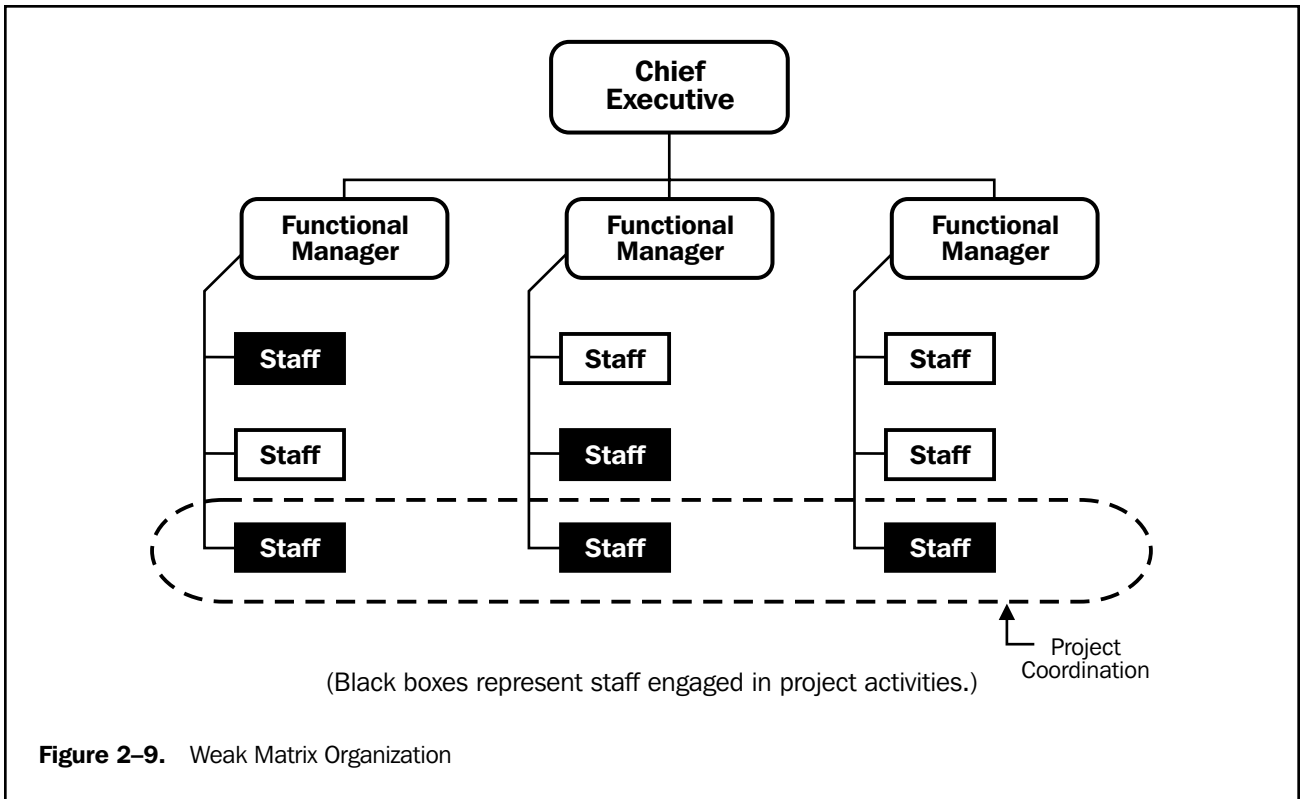 Chief
Executive
Functional
Manager
Functional
Manager
Functional
Manager
Staff
Staff
Staff
Staff
Staff
Staff
Staff
Staff
Staff
Project
Coordination
(Black boxes represent staff engaged in project activities.)
Figure 2–9. Weak Matrix Organization